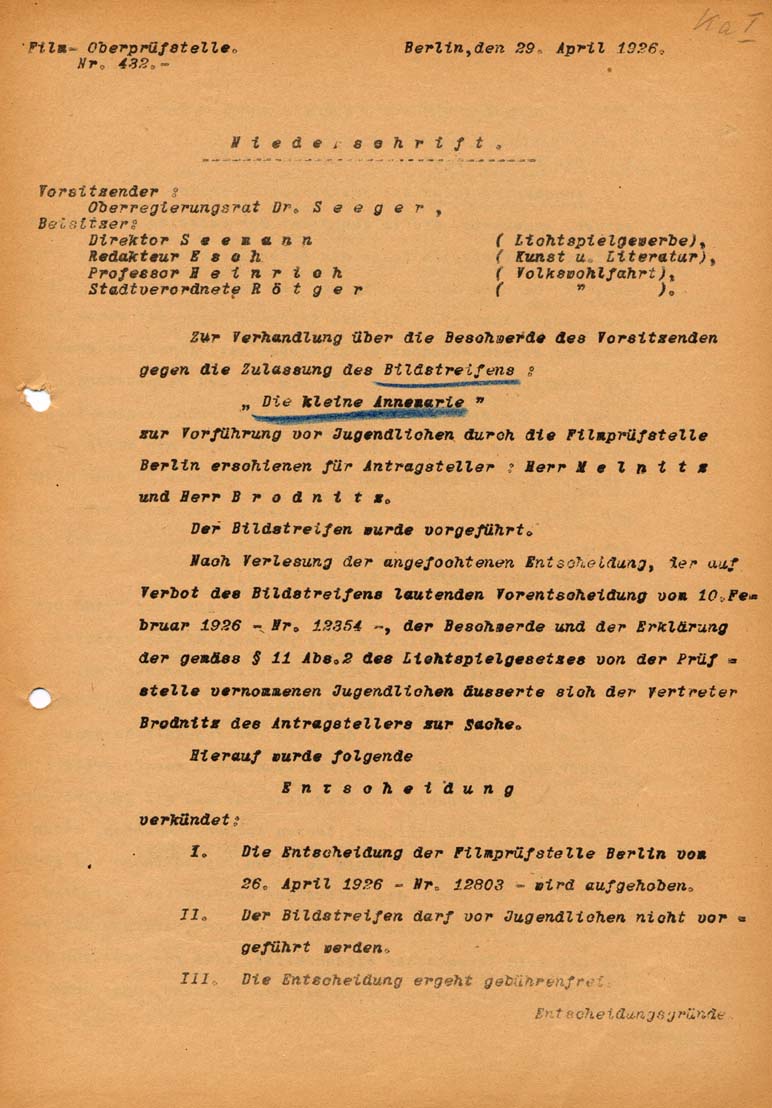 Ka I
Film- Oberprüfstelle.   Berlin,den 29. April 1926.
Nr. 432.-
N i e d e r s c h r i f t .
Vorsitzender :
Oberregierungsrat Dr. S e e g e r ,
Beisitzer:
Direktor S e e m a n n   ( Lichtspielgewerbe),
Redakteur E s c h   ( Kunst u. Literatur),
Professor H e i n r i c h   ( Volkswohlfahrt),
Stadtverordnete R ö t g e r   ( " ).
Zur Verhandlung über die Beschwerde des Vorsitzenden
gegen die Zulassung des Bildstreifens :
„ Die kleine Annemarie ”
zur Vorführung vor Jugendlichen durch die Filmprüfstelle
Berlin erschienen für Antragsteller : Herr M e l n i t z
und Herr B r o d n i t z.
Der Bildstreifen wurde vorgeführt.
Nach Verlesung der angefochtenen Entscheidung, der auf
Verbot des Bildstreifens lautenden Vorentscheidung vom 10.Fe-
bruar 1926 - Nr. 12354 -, der Beschwerde und der Erklärung
der gemäss § 11 Abs.2 des Lichtspielgesetzes von der Prüf =
stelle vernommenen Jugendlichen äusserte sich der Vertreter
Brodnitz des Antragstellers zur Sache.
Hierauf wurde folgende
E n t s c h e i d u n g
verkündet:
I. Die Entscheidung der Filmprüfstelle Berlin vom
26. April 1926 - Nr. 12803 - wird aufgehoben.
II. Der Bildstreifen darf vor Jugendlichen nicht vor =
geführt werden.
III. Die Entscheidung ergeht gebührenfrei.
Entscheidungsgründe.